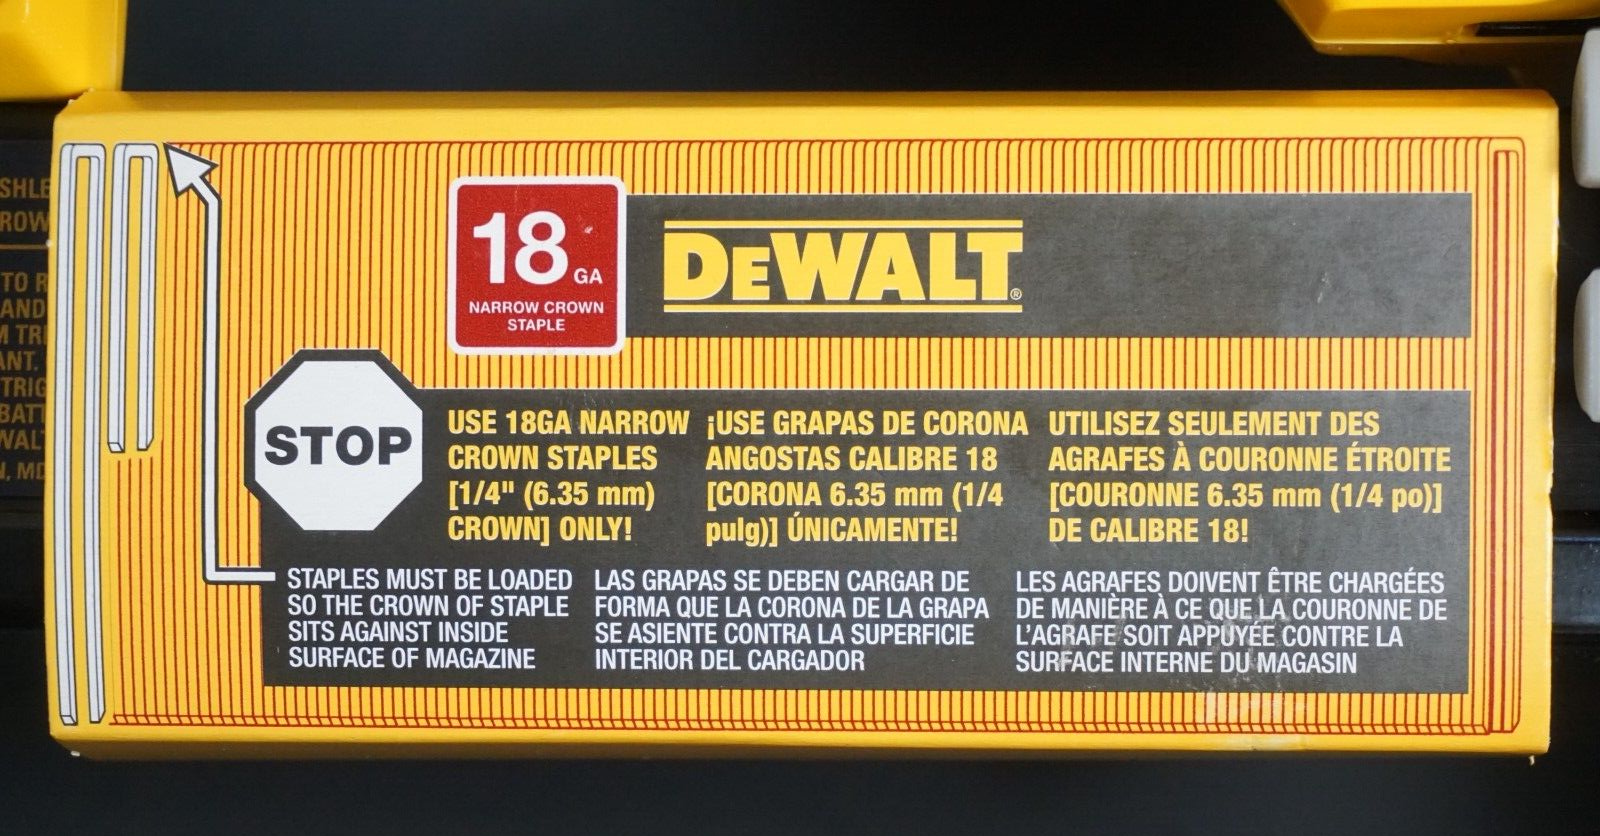 18 GA
NARROW CROWN
STAPLE
DEWALT®
STOP
USE 18GA NARROW
CROWN STAPLES
[1/4" (6.35 mm)
CROWN] ONLY!
¡USE GRAPAS DE CORONA
ANGOSTAS CALIBRE 18
[CORONA 6.35 mm (1/4
pulg)] ÚNICAMENTE!
UTILISEZ SEULEMENT DES
AGRAFES À COURONNE ÉTROITE
[COURONNE 6.35 mm (1/4 po)]
DE CALIBRE 18!
STAPLES MUST BE LOADED
SO THE CROWN OF STAPLE
SITS AGAINST INSIDE
SURFACE OF MAGAZINE
LAS GRAPAS SE DEBEN CARGAR DE
FORMA QUE LA CORONA DE LA GRAPA
SE ASIENTE CONTRA LA SUPERFICIE
INTERIOR DEL CARGADOR
LES AGRAFES DOIVENT ÊTRE CHARGÉES
DE MANIÈRE À CE QUE LA COURONNE DE
L'AGRAFE SOIT APPUYÉE CONTRE LA
SURFACE INTERNE DU MAGASIN